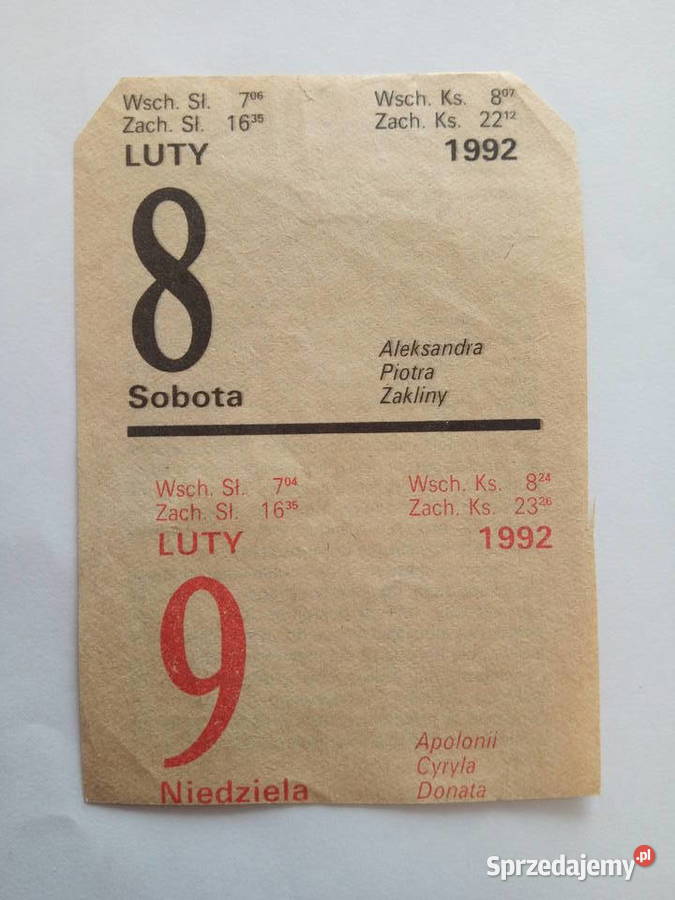 Wsch. Sł. 7⁰⁶ Wsch. Ks. 8⁰⁷
Zach. Sł. 16³⁵ Zach. Ks. 22¹²
LUTY 1992
8
Aleksandra
Piotra
Sobota Żakliny
Wsch. Sł. 7⁰⁴ Wsch. Ks. 8²⁴
Zach. Sł. 16³⁵ Zach. Ks. 23²⁶
LUTY 1992
9
Apolonii
Cyryla
Niedziela Donata
Sprzedajemy.pl